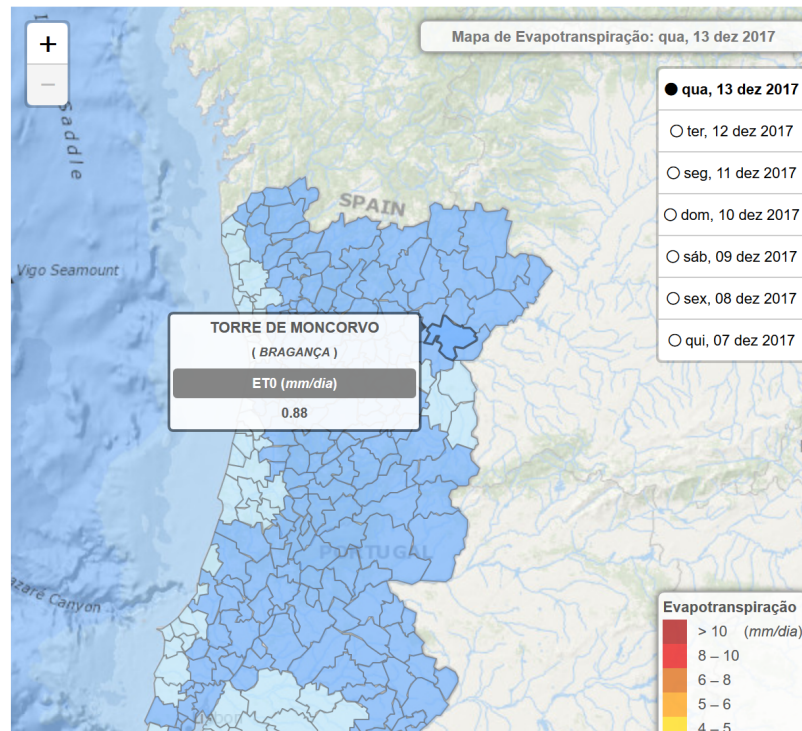 +
−
Mapa de Evapotranspiração: qua, 13 dez 2017
qua, 13 dez 2017
ter, 12 dez 2017
seg, 11 dez 2017
dom, 10 dez 2017
sáb, 09 dez 2017
sex, 08 dez 2017
qui, 07 dez 2017
Saddle
SPAIN
Vigo Seamount
TORRE DE MONCORVO
( BRAGANÇA )
ET0 (mm/dia)
0.88
PORTUGAL
Canyon
Evapotranspiração
> 10 (mm/dia)
8 – 10
6 – 8
5 – 6
4 – 5